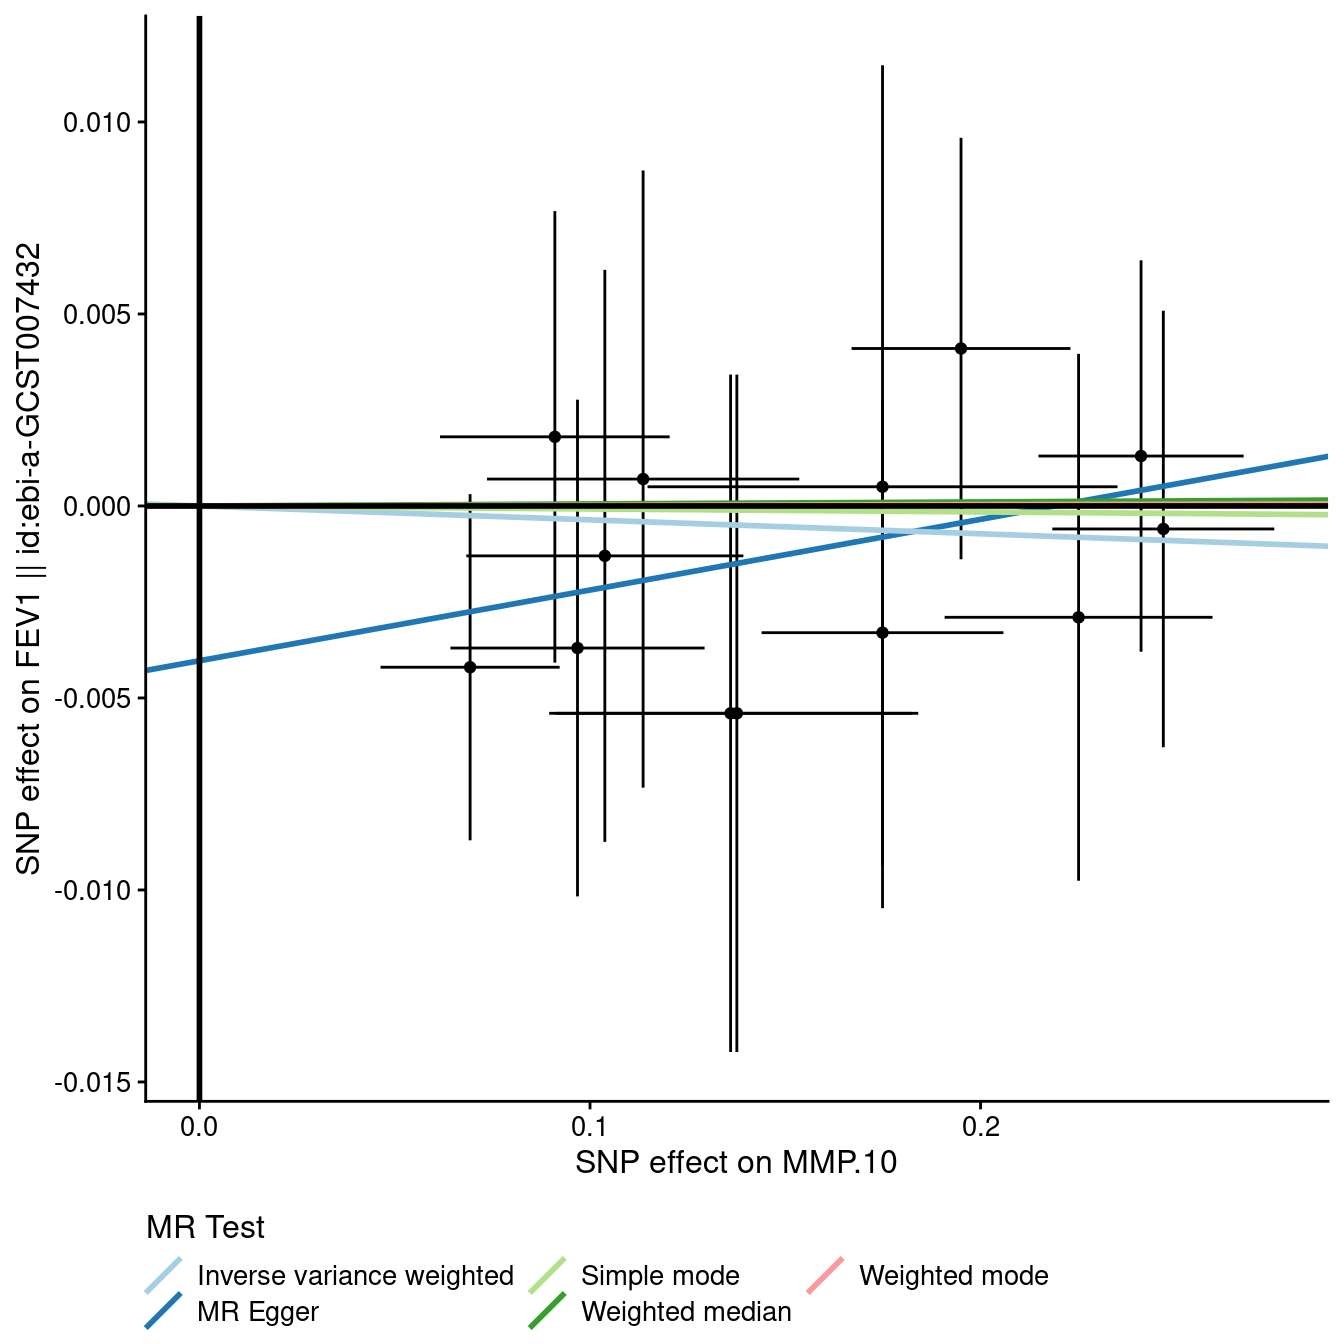 SNP effect on FEV1 || id:ebi-a-GCST007432
0.010
0.005
0.000
-0.005
-0.010
-0.015
0.0 0.1 0.2
SNP effect on MMP.10
MR Test
Inverse variance weighted Simple mode Weighted mode
MR Egger Weighted median